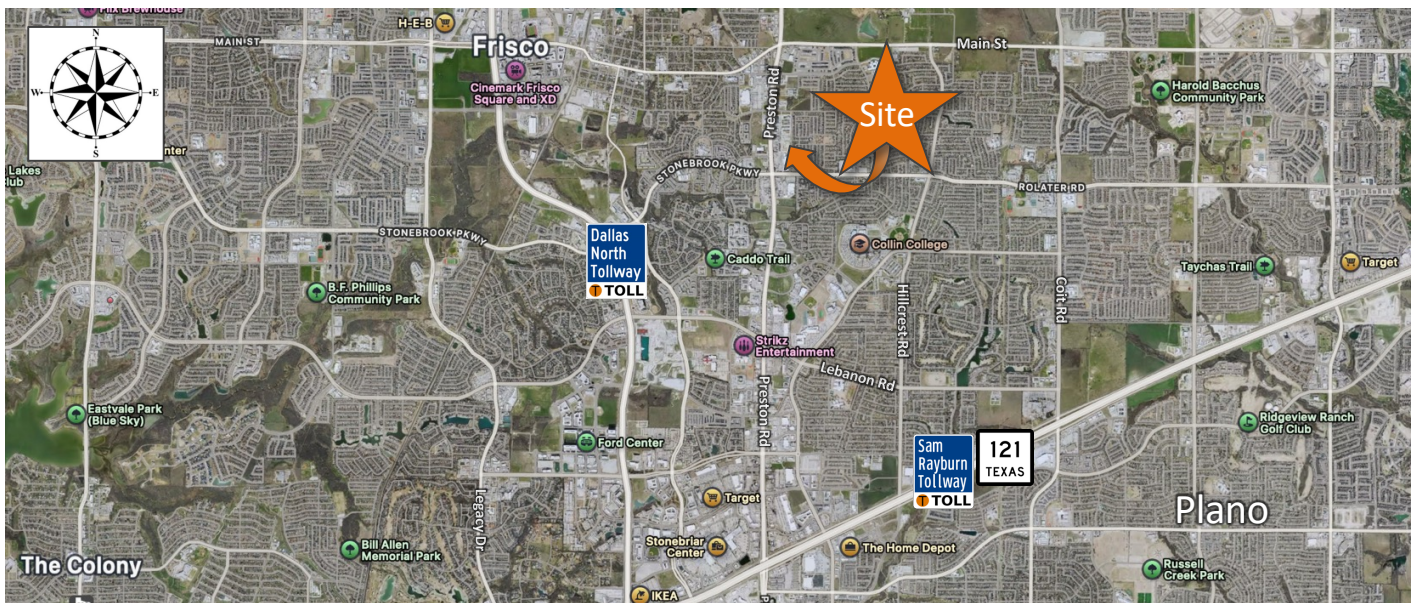 Flix Brewhouse
H-E-B
MAIN ST
Frisco
Main St
N
W
E
S
Cinemark Frisco
Square and XD
Preston Rd
Site
Harold Bacchus
Community Park
nter
Lakes
lub
STONEBROOK PKWY
ROLATER RD
STONEBROOK PKWY
Dallas
North
Tollway
T TOLL
Collin College
Caddo Trail
Taychas Trail
Target
B.F. Phillips
Community Park
Hillcrest Rd
Coit Rd
Strikz
Entertainment
Lebanon Rd
Preston Rd
Eastvale Park
(Blue Sky)
Ford Center
Ridgeview Ranch
Golf Club
Sam
Rayburn
Tollway
T TOLL
121
TEXAS
Legacy Dr
Target
Plano
Bill Allen
Memorial Park
Stonebriar
Center
The Home Depot
The Colony
Russell
Creek Park
IKEA
P